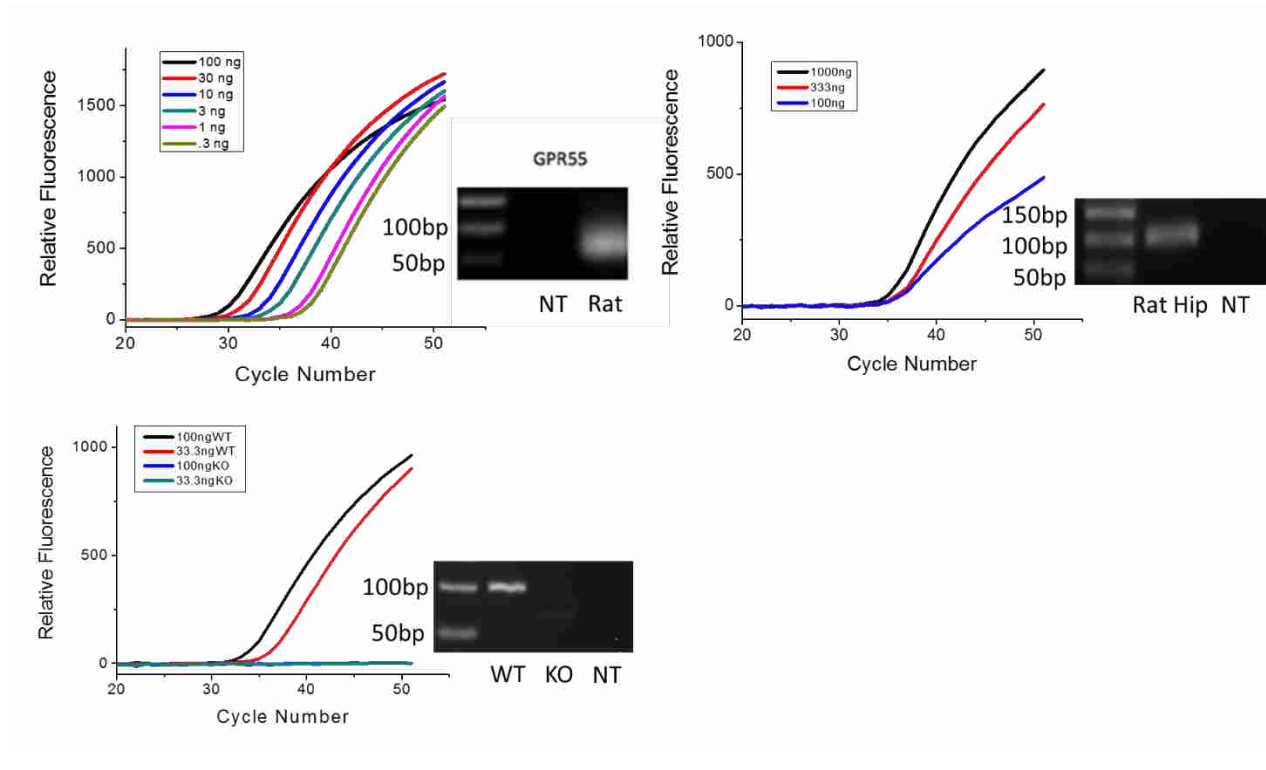 100 ng
30 ng
10 ng
3 ng
1 ng
.3 ng
1500
1000
500
0
20
30
40
50
Relative Fluorescence
Cycle Number
GPR55
100bp
50bp
NT Rat
1000ng
333ng
100ng
1000
500
0
20
30
40
50
Relative Fluorescence
Cycle Number
150bp
100bp
50bp
Rat Hip NT
100ngWT
33.3ngWT
100ngKO
33.3ngKO
1000
500
0
20
30
40
50
Relative Fluorescence
Cycle Number
100bp
50bp
WT KO NT